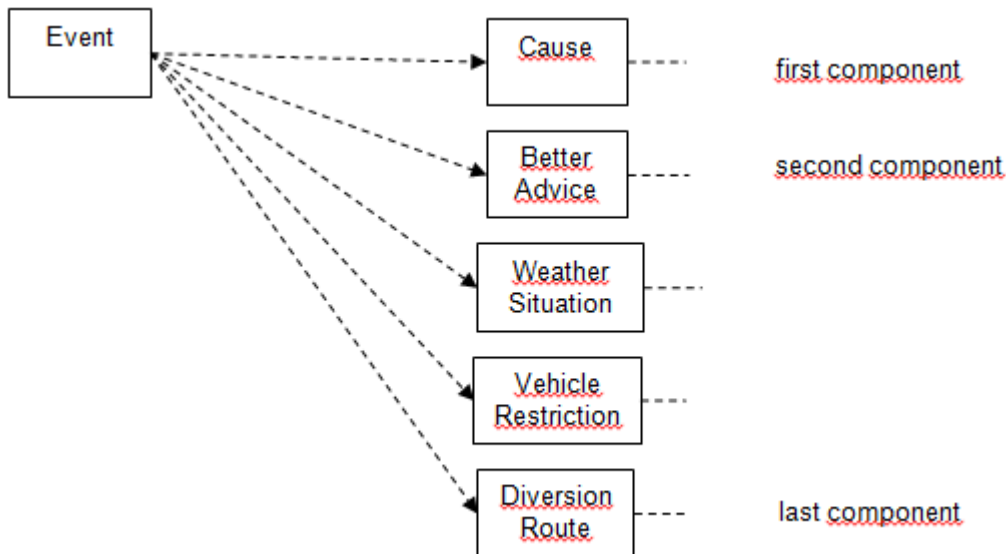 Event
Cause
first component
Better
Advice
second component
Weather
Situation
Vehicle
Restriction
Diversion
Route
last component